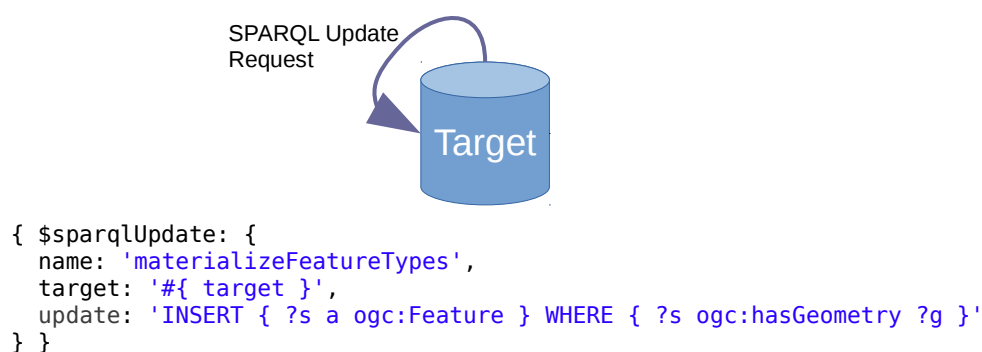 SPARQL Update
Request
Target
{ $sparqlUpdate: {
  name: 'materializeFeatureTypes',
  target: '#{ target }',
  update: 'INSERT { ?s a ogc:Feature } WHERE { ?s ogc:hasGeometry ?g }'
} }